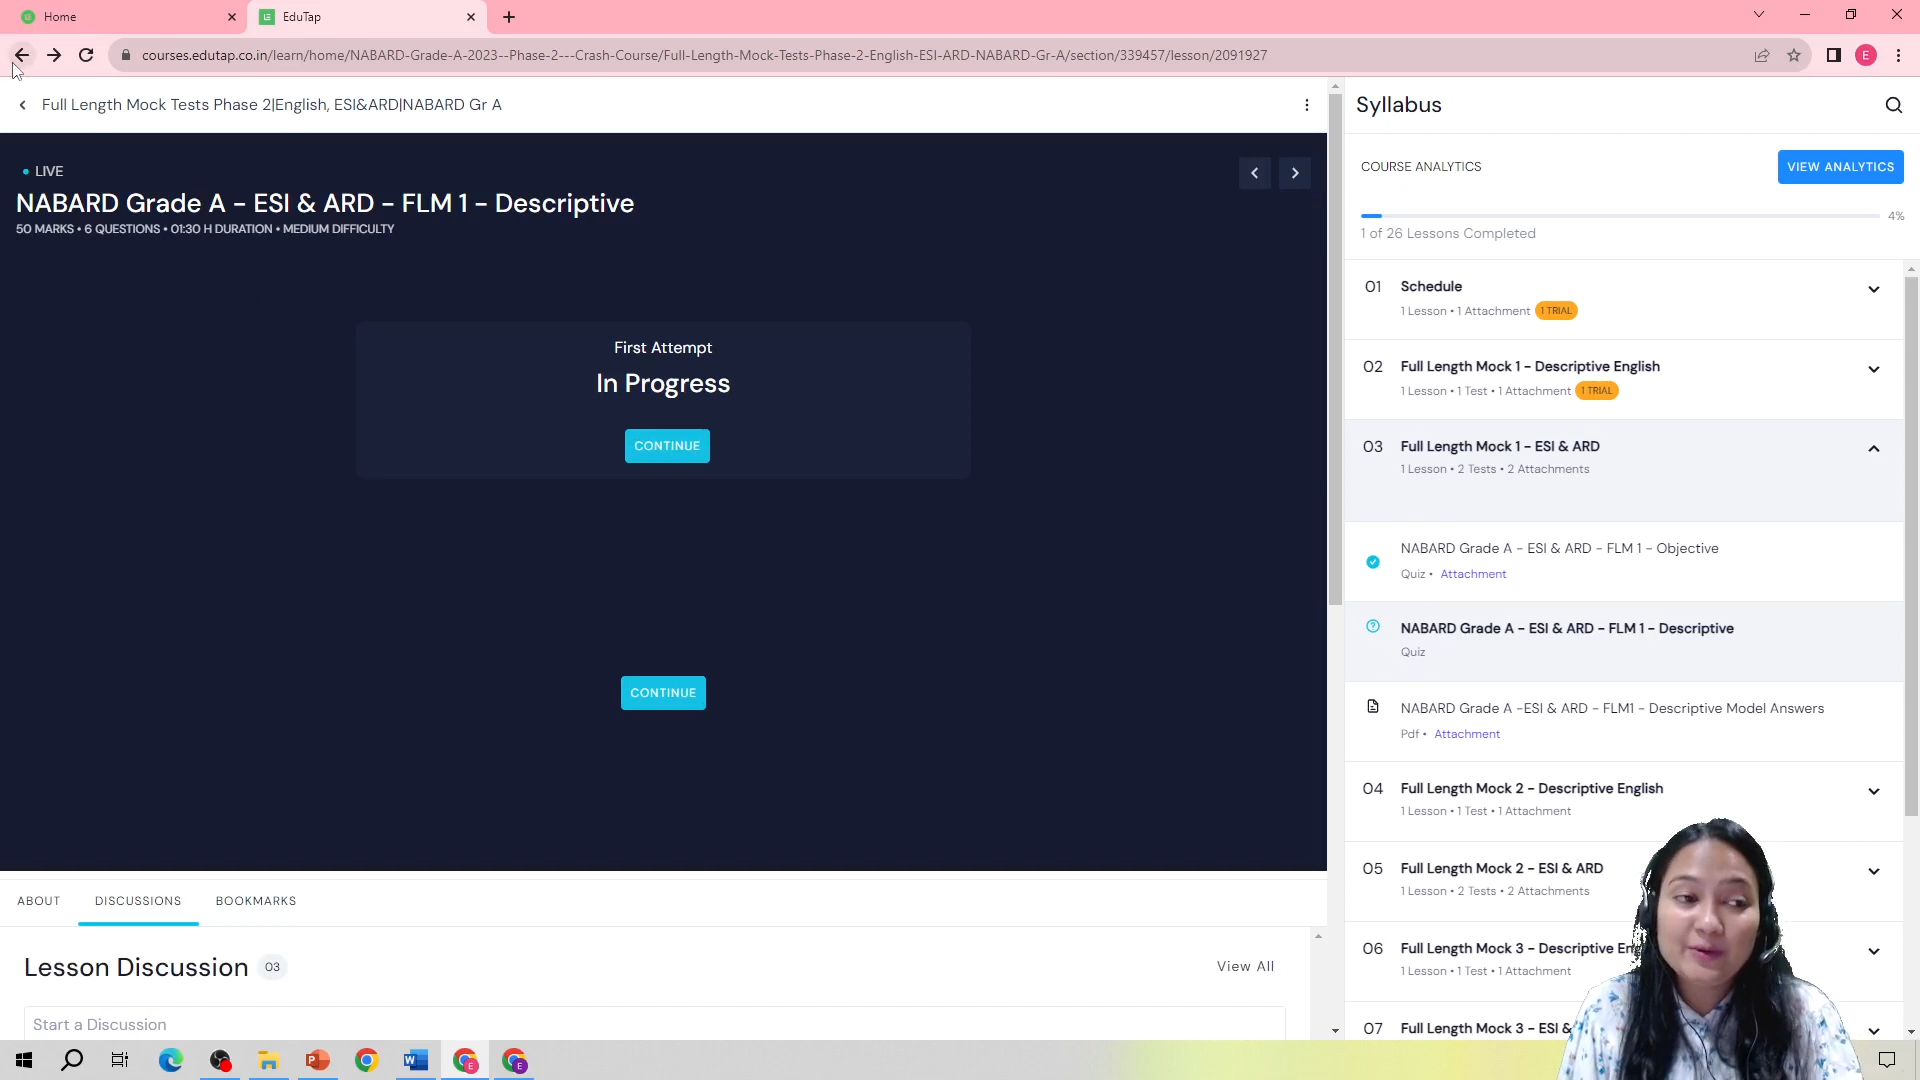 Home
EduTap
courses.edutap.co.in/learn/home/NABARD-Grade-A-2023--Phase-2---Crash-Course/Full-Length-Mock-Tests-Phase-2-English-ESI-ARD-NABARD-Gr-A/section/339457/lesson/2091927
E
Full Length Mock Tests Phase 2|English, ESI&ARD|NABARD Gr A
LIVE
NABARD Grade A - ESI & ARD - FLM 1 - Descriptive
50 MARKS • 6 QUESTIONS • 01:30 H DURATION • MEDIUM DIFFICULTY
First Attempt
In Progress
CONTINUE
CONTINUE
ABOUT
DISCUSSIONS
BOOKMARKS
Lesson Discussion 03
View All
Start a Discussion
Syllabus
COURSE ANALYTICS
VIEW ANALYTICS
4%
1 of 26 Lessons Completed
01 Schedule
1 Lesson • 1 Attachment 1 TRIAL
02 Full Length Mock 1 - Descriptive English
1 Lesson • 1 Test • 1 Attachment 1 TRIAL
03 Full Length Mock 1 - ESI & ARD
1 Lesson • 2 Tests • 2 Attachments
NABARD Grade A - ESI & ARD - FLM 1 - Objective
Quiz • Attachment
NABARD Grade A - ESI & ARD - FLM 1 - Descriptive
Quiz
NABARD Grade A -ESI & ARD - FLM1 - Descriptive Model Answers
Pdf • Attachment
04 Full Length Mock 2 - Descriptive English
1 Lesson • 1 Test • 1 Attachment
05 Full Length Mock 2 - ESI & ARD
1 Lesson • 2 Tests • 2 Attachments
06 Full Length Mock 3 - Descriptive Eng
1 Lesson • 1 Test • 1 Attachment
07 Full Length Mock 3 - ESI &